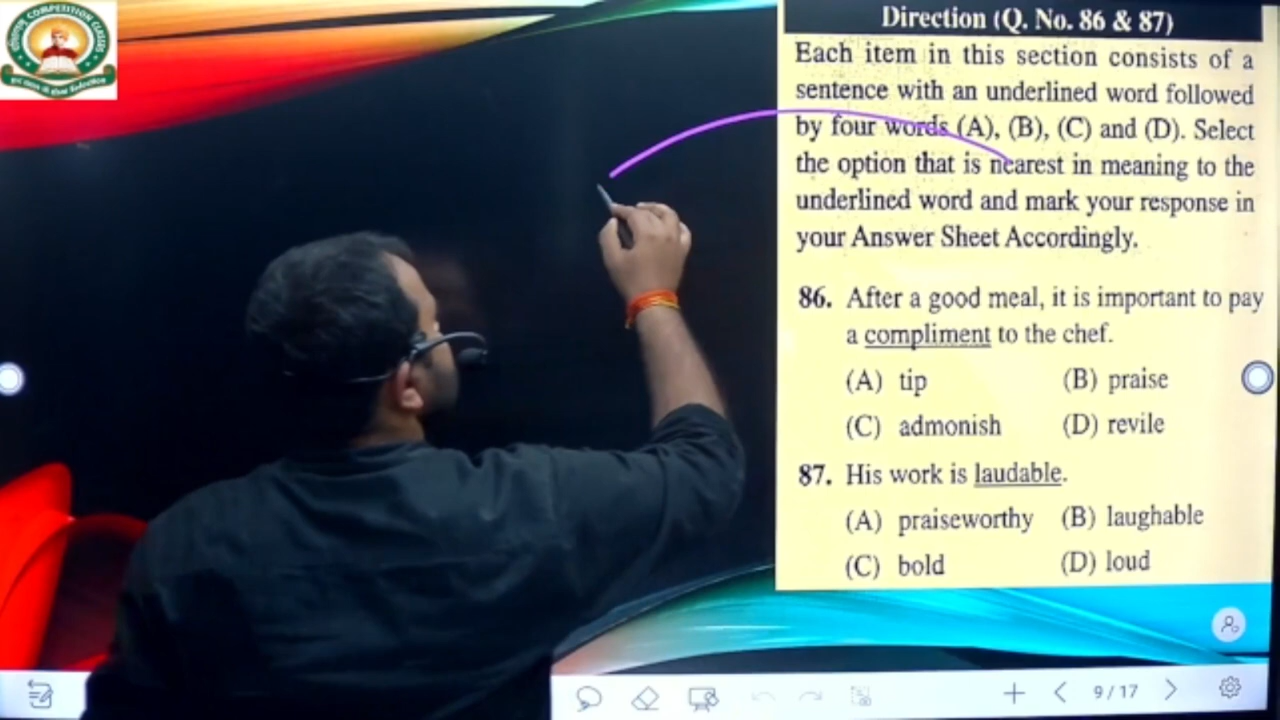 Direction (Q. No. 86 & 87)
Each item in this section consists of a
sentence with an underlined word followed
by four words (A), (B), (C) and (D). Select
the option that is nearest in meaning to the
underlined word and mark your response in
your Answer Sheet Accordingly.
86. After a good meal, it is important to pay
a compliment to the chef.
(A) tip (B) praise
(C) admonish (D) revile
87. His work is laudable.
(A) praiseworthy (B) laughable
(C) bold (D) loud
9/17